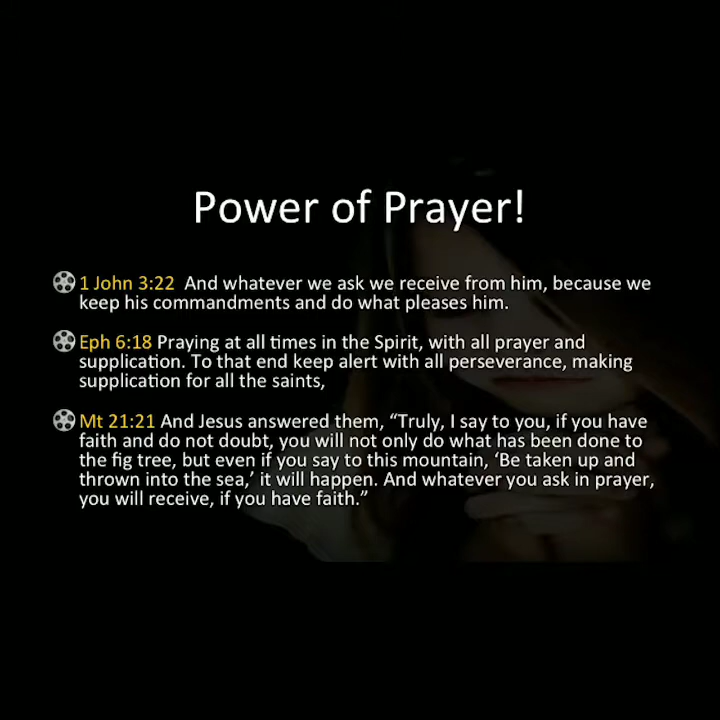 Power of Prayer!
1 John 3:22 And whatever we ask we receive from him, because we
keep his commandments and do what pleases him.
Eph 6:18 Praying at all times in the Spirit, with all prayer and
supplication. To that end keep alert with all perseverance, making
supplication for all the saints,
Mt 21:21 And Jesus answered them, “Truly, I say to you, if you have
faith and do not doubt, you will not only do what has been done to
the fig tree, but even if you say to this mountain, ‘Be taken up and
thrown into the sea,’ it will happen. And whatever you ask in prayer,
you will receive, if you have faith.”